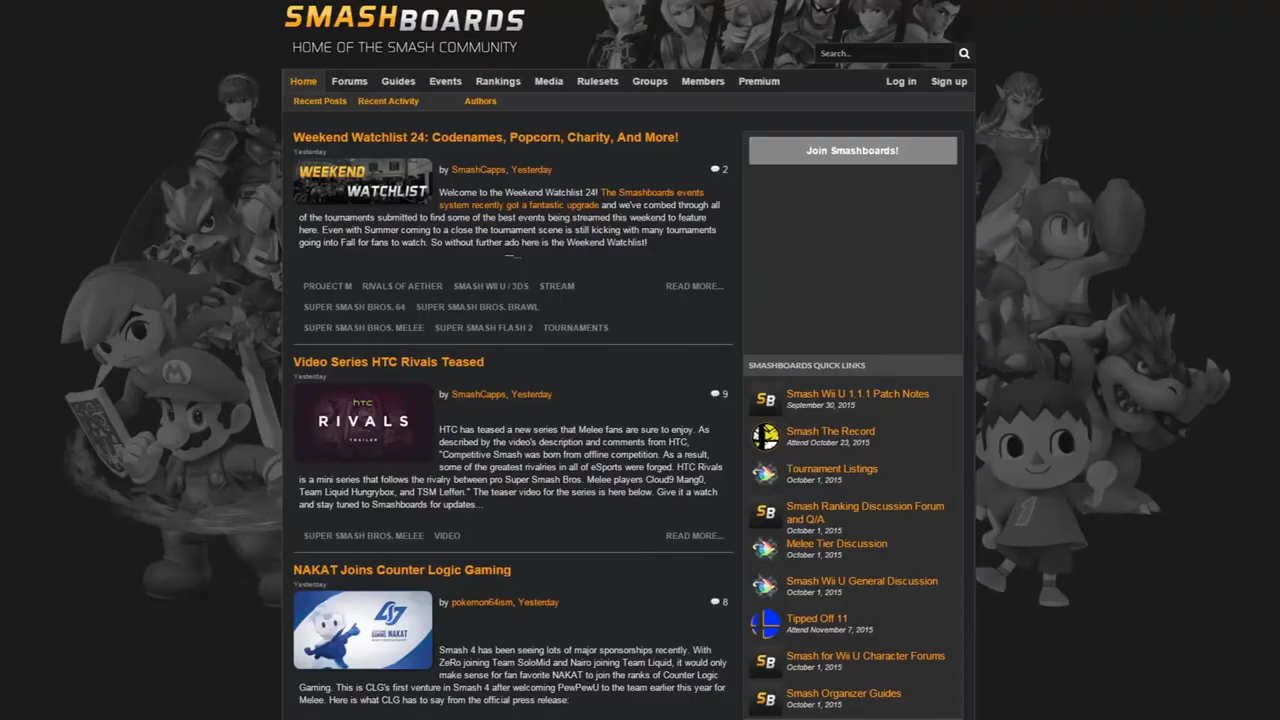 SMASHBOARDS
HOME OF THE SMASH COMMUNITY
Search...
Home Forums Guides Events Rankings Media Rulesets Groups Members Premium Log in Sign up
Recent Posts Recent Activity Authors
Weekend Watchlist 24: Codenames, Popcorn, Charity, And More!
Yesterday
WEEKEND
WATCHLIST
by SmashCapps, Yesterday
2
Welcome to the Weekend Watchlist 24! The Smashboards events
system recently got a fantastic upgrade and we've combed through all
of the tournaments submitted to find some of the best events being streamed this weekend to feature
here. Even with Summer coming to a close the tournament scene is still kicking with many tournaments
going into Fall for fans to watch. So without further ado here is the Weekend Watchlist!
—...
PROJECT M RIVALS OF AETHER SMASH WII U / 3DS STREAM READ MORE...
SUPER SMASH BROS. 64 SUPER SMASH BROS. BRAWL
SUPER SMASH BROS. MELEE SUPER SMASH FLASH 2 TOURNAMENTS
Video Series HTC Rivals Teased
Yesterday
htc
RIVALS
TRAILER
by SmashCapps, Yesterday
9
HTC has teased a new series that Melee fans are sure to enjoy. As
described by the video's description and comments from HTC,
"Competitive Smash was born from offline competition. As a result,
some of the greatest rivalries in all of eSports were forged. HTC Rivals
is a mini series that follows the rivalry between pro Super Smash Bros. Melee players Cloud9 Mang0,
Team Liquid Hungrybox, and TSM Leffen." The teaser video for the series is here below. Give it a watch
and stay tuned to Smashboards for updates...
SUPER SMASH BROS. MELEE VIDEO READ MORE...
NAKAT Joins Counter Logic Gaming
Yesterday
NAKAT
by pokemon64ism, Yesterday
8
Smash 4 has been seeing lots of major sponsorships recently. With
ZeRo joining Team SoloMid and Nairo joining Team Liquid, it would only
make sense for fan favorite NAKAT to join the ranks of Counter Logic
Gaming. This is CLG's first venture in Smash 4 after welcoming PewPewU to the team earlier this year for
Melee. Here is what CLG has to say from the official press release:
Join Smashboards!
SMASHBOARDS QUICK LINKS
SB
Smash Wii U 1.1.1 Patch Notes
September 30, 2015
Smash The Record
Attend October 23, 2015
Tournament Listings
October 1, 2015
SB
Smash Ranking Discussion Forum
and Q/A
October 1, 2015
Melee Tier Discussion
October 1, 2015
Smash Wii U General Discussion
October 1, 2015
Tipped Off 11
Attend November 7, 2015
SB
Smash for Wii U Character Forums
October 1, 2015
SB
Smash Organizer Guides
October 1, 2015